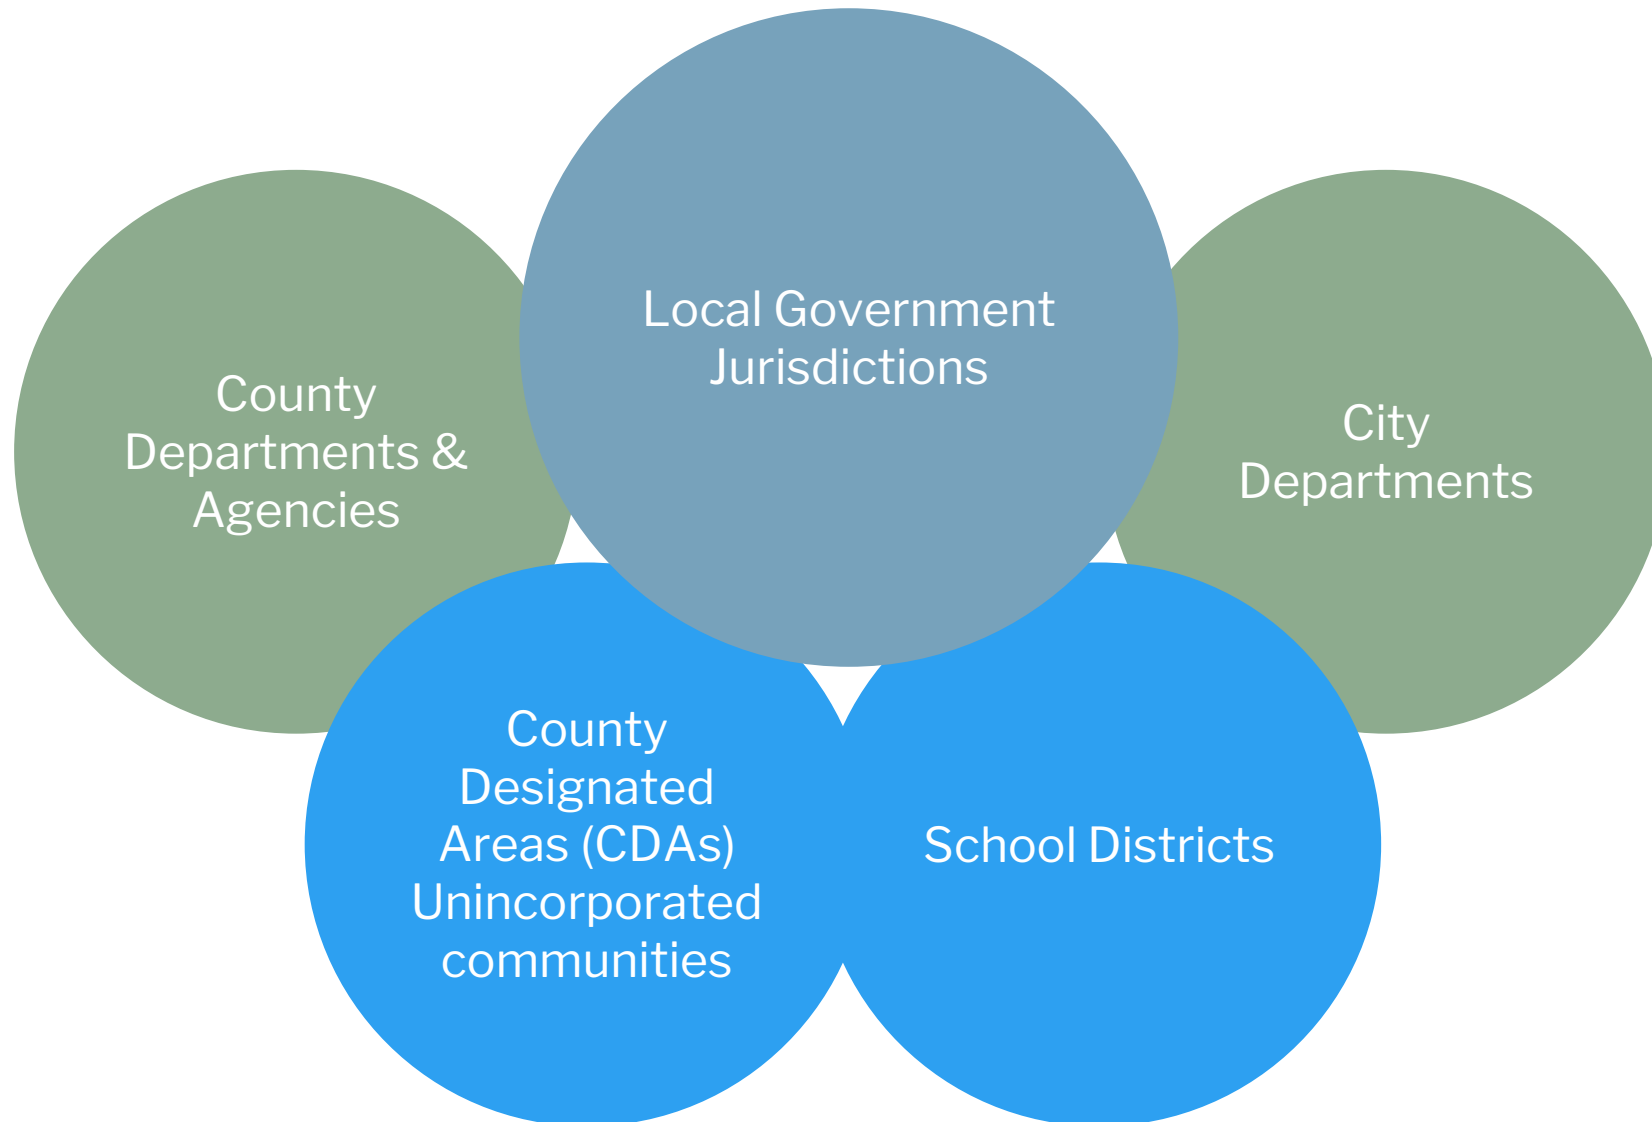 Local Government
Jurisdictions
County
Departments &
Agencies
City
Departments
County
Designated
Areas (CDAs)
Unincorporated
communities
School Districts